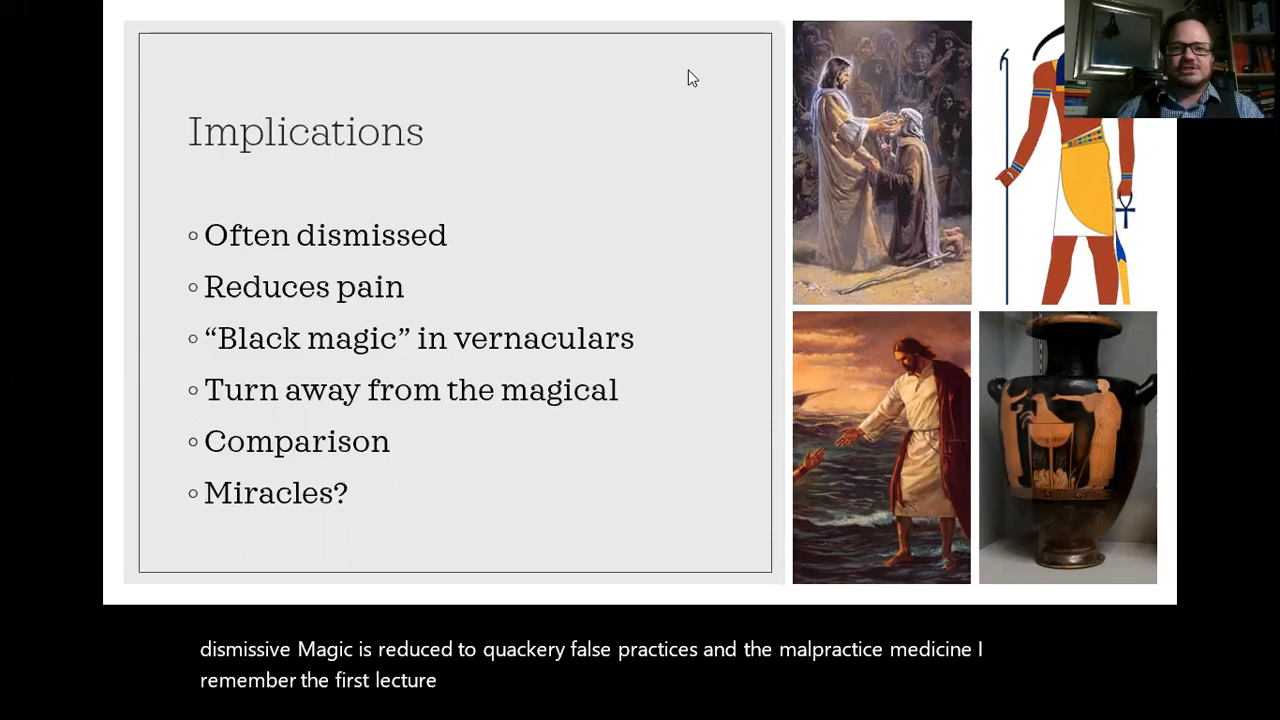 Implications
◦ Often dismissed
◦ Reduces pain
◦ “Black magic” in vernaculars
◦ Turn away from the magical
◦ Comparison
◦ Miracles?
dismissive Magic is reduced to quackery false practices and the malpractice medicine I
remember the first lecture